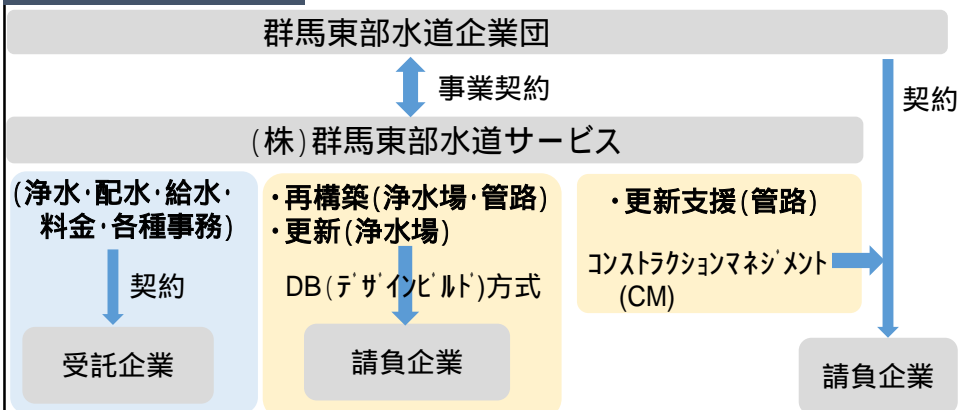 群馬東部水道企業団
事業契約
契約
(株)群馬東部水道サービス
(浄水･配水･給水･
料金･各種事務)
契約
受託企業
･再構築(浄水場･管路)
･更新(浄水場)
DB(ﾃﾞｻﾞｲﾝﾋﾞﾙﾄﾞ)方式
請負企業
･更新支援(管路)
ｺﾝｽﾄﾗｸｼｮﾝﾏﾈｼﾞﾒﾝﾄ
(CM)
請負企業